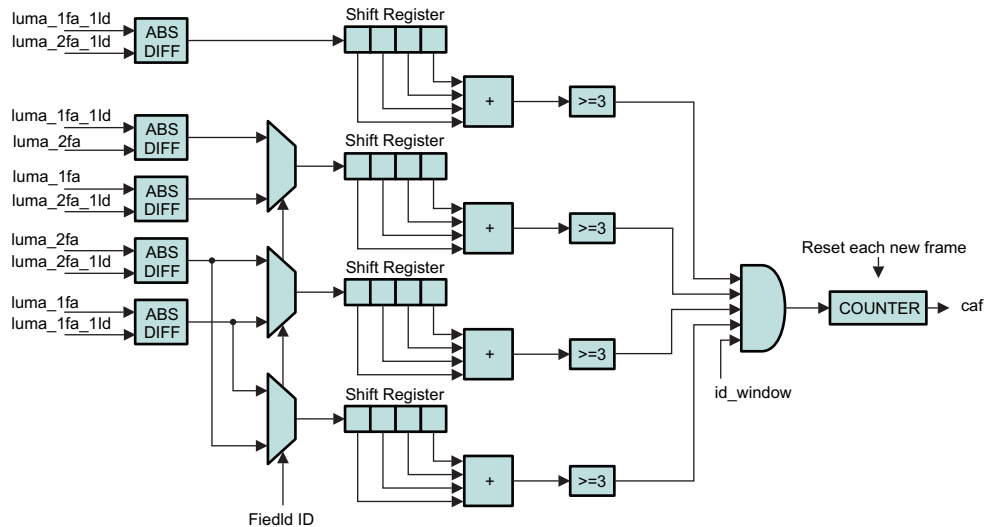 luma_1fa_1ld
luma_2fa_1ld
ABS
DIFF
Shift Register
+
>=3
luma_1fa_1ld
luma_2fa
ABS
DIFF
luma_1fa
luma_2fa_1ld
ABS
DIFF
Shift Register
+
>=3
luma_2fa
luma_2fa_1ld
ABS
DIFF
luma_1fa
luma_1fa_1ld
ABS
DIFF
Shift Register
+
>=3
Shift Register
+
>=3
Fiedld ID
id_window
Reset each new frame
COUNTER
caf